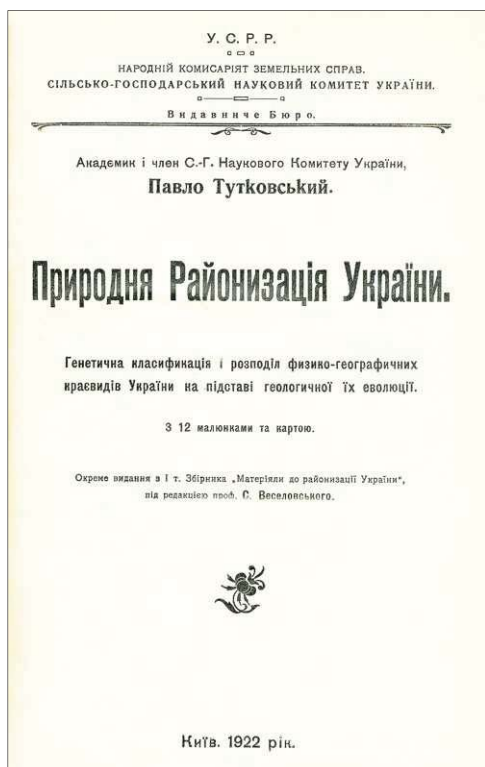 У. С. Р. Р.
НАРОДНІЙ КОМИСАРІЯТ ЗЕМЕЛЬНИХ СПРАВ.
СІЛЬСЬКО-ГОСПОДАРСЬКИЙ НАУКОВИЙ КОМИТЕТ УКРАЇНИ.
Видавниче Бюро.
Академик і член С.-Г. Наукового Комитету України,
Павло Тутковський.
Природня Районизація України.
Генетична класификація і розподіл физико-географичних
краєвидів України на підставі геологичної їх еволюції.
З 12 малюнками та картою.
Окреме видання з І т. Збірника „Матеріяли до районизації України“,
під редакцією проф. С. Веселовського.
Київ. 1922 рік.